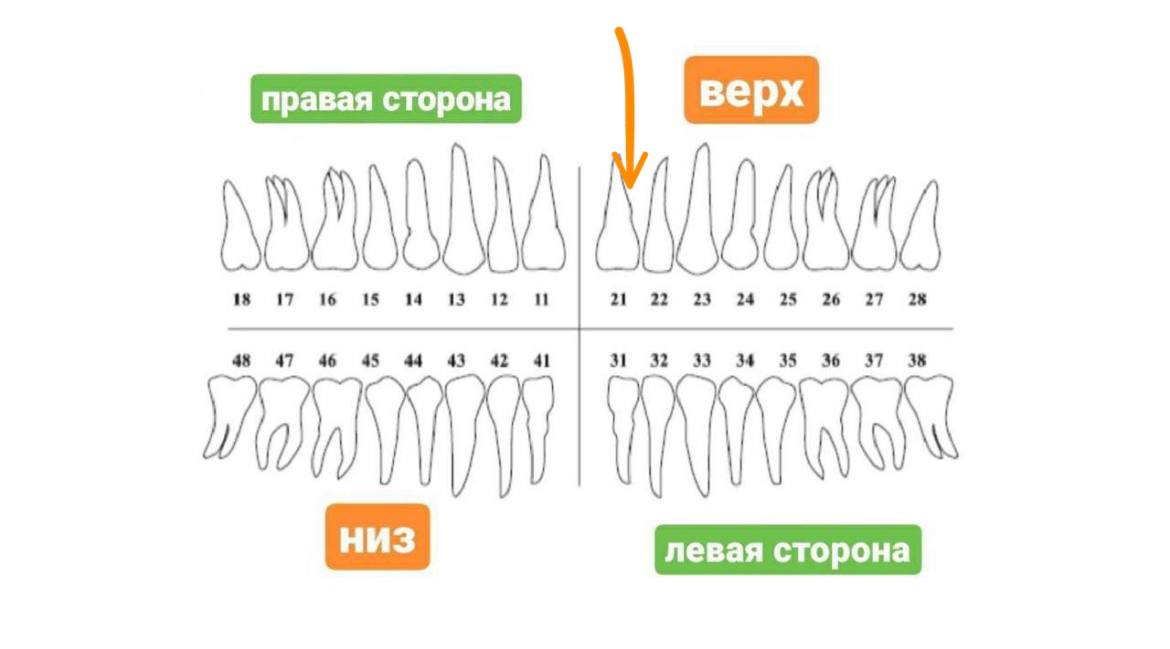 правая сторона
верх
18 17 16 15 14 13 12 11 21 22 23 24 25 26 27 28
48 47 46 45 44 43 42 41 31 32 33 34 35 36 37 38
низ
левая сторона